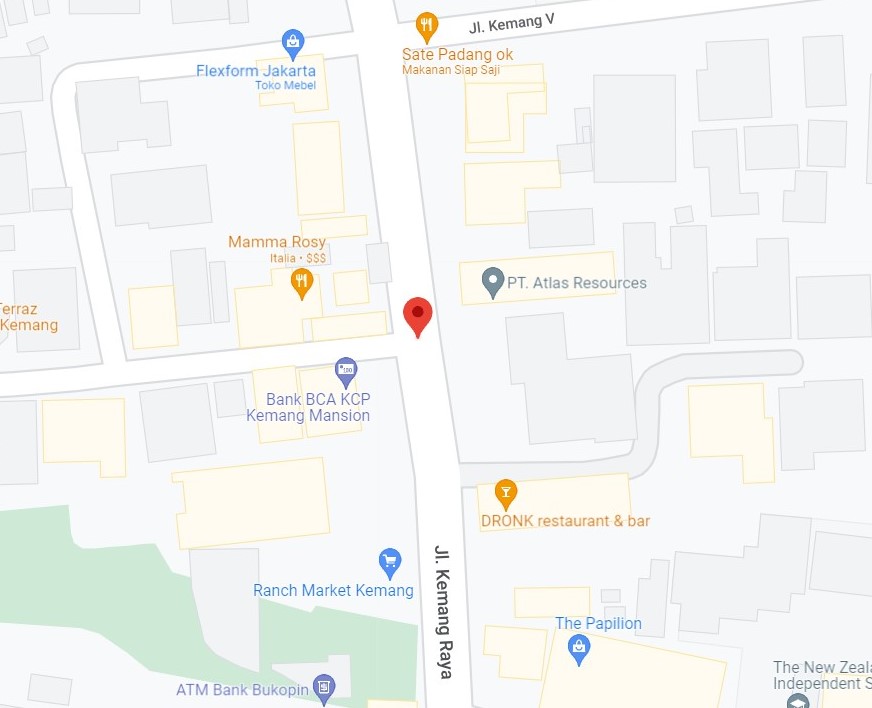 Jl. Kemang V
Sate Padang ok
Makanan Siap Saji
Flexform Jakarta
Toko Mebel
Mamma Rosy
Italia • $$$
PT. Atlas Resources
Terraz
Kemang
Bank BCA KCP
Kemang Mansion
DRONK restaurant & bar
Jl. Kemang Raya
Ranch Market Kemang
The Papilion
ATM Bank Bukopin
The New Zeala
Independent S